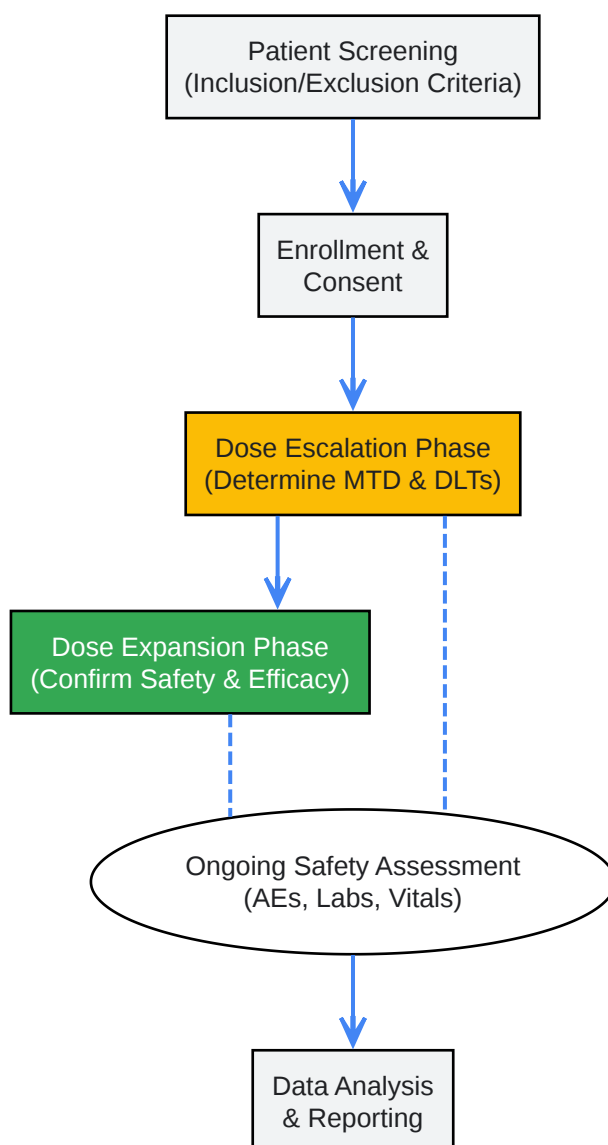 Patient Screening
(Inclusion/Exclusion Criteria)
Enrollment &
Consent
Dose Escalation Phase
(Determine MTD & DLTs)
Dose Expansion Phase
(Confirm Safety & Efficacy)
Ongoing Safety Assessment
(AEs, Labs, Vitals)
Data Analysis
& Reporting